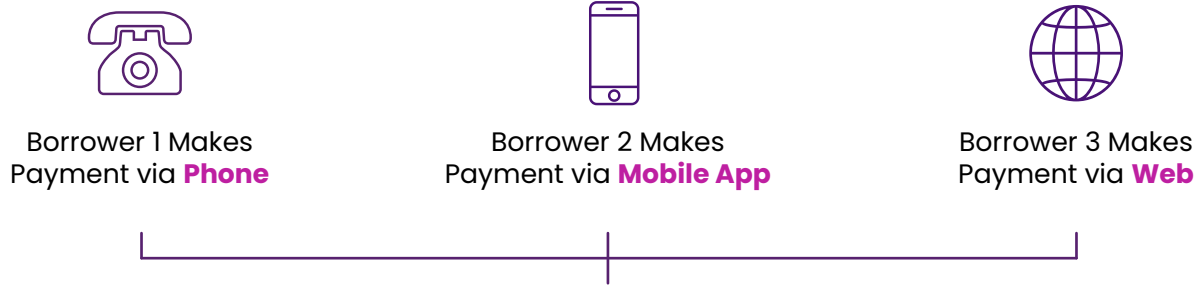 Borrower 1 Makes
Payment via Phone
Borrower 2 Makes
Payment via Mobile App
Borrower 3 Makes
Payment via Web